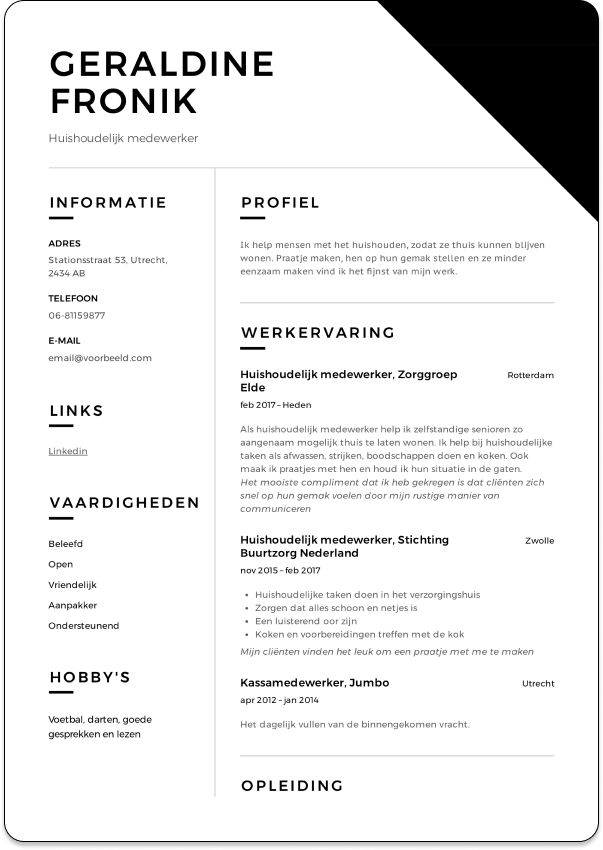 GERALDINE
FRONIK
Huishoudelijk medewerker
INFORMATIE
ADRES
Stationsstraat 53, Utrecht,
2434 AB
TELEFOON
06-81159877
E-MAIL
email@voorbeeld.com
LINKS
Linkedin
VAARDIGHEDEN
Beleefd
Open
Vriendelijk
Aanpakker
Ondersteunend
HOBBY'S
Voetbal, darten, goede
gesprekken en lezen
PROFIEL
Ik help mensen met het huishouden, zodat ze thuis kunnen blijven
wonen. Praatje maken, hen op hun gemak stellen en ze minder
eenzaam maken vind ik het fijnst van mijn werk.
WERKERVARING
Huishoudelijk medewerker, Zorggroep
Elde
Rotterdam
feb 2017 – Heden
Als huishoudelijk medewerker help ik zelfstandige senioren zo
aangenaam mogelijk thuis te laten wonen. Ik help bij huishoudelijke
taken als afwassen, strijken, boodschappen doen en koken. Ook
maak ik praatjes met hen en houd ik hun situatie in de gaten.
Het mooiste compliment dat ik heb gekregen is dat cliënten zich
snel op hun gemak voelen door mijn rustige manier van
communiceren
Huishoudelijk medewerker, Stichting
Buurtzorg Nederland
Zwolle
nov 2015 – feb 2017
• Huishoudelijke taken doen in het verzorgingshuis
• Zorgen dat alles schoon en netjes is
• Een luisterend oor zijn
• Koken en voorbereidingen treffen met de kok
Mijn cliënten vinden het leuk om een praatje met me te maken
Kassamedewerker, Jumbo
Utrecht
apr 2012 – jan 2014
Het dagelijk vullen van de binnengekomen vracht.
OPLEIDING